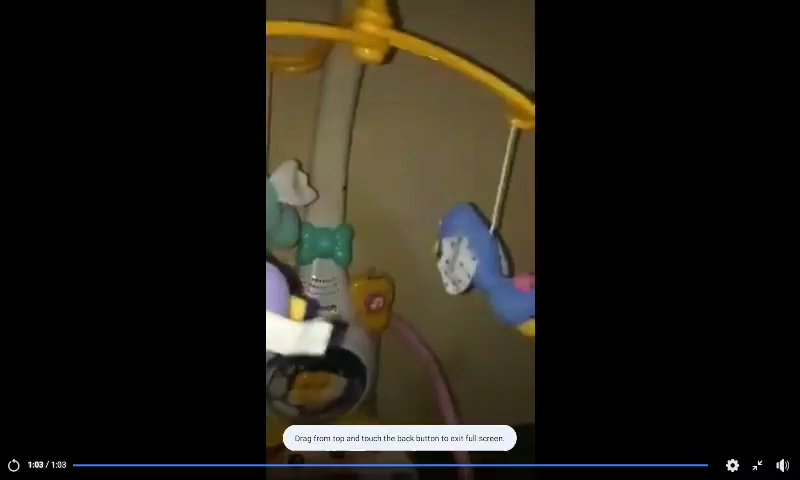 Drag from top and touch the back button to exit full screen.
1:03 / 1:03